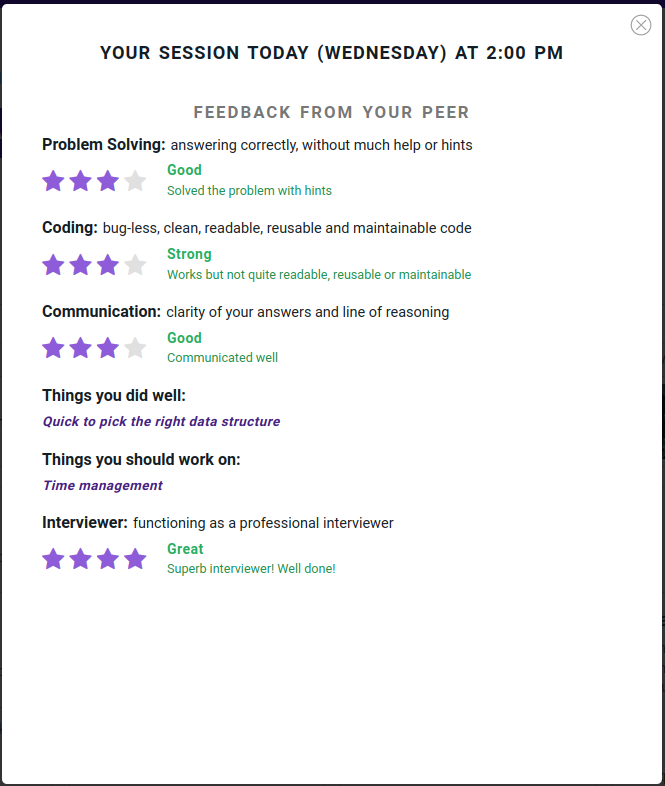 YOUR SESSION TODAY (WEDNESDAY) AT 2:00 PM
FEEDBACK FROM YOUR PEER
Problem Solving: answering correctly, without much help or hints
Good
Solved the problem with hints
Coding: bug-less, clean, readable, reusable and maintainable code
Strong
Works but not quite readable, reusable or maintainable
Communication: clarity of your answers and line of reasoning
Good
Communicated well
Things you did well:
Quick to pick the right data structure
Things you should work on:
Time management
Interviewer: functioning as a professional interviewer
Great
Superb interviewer! Well done!